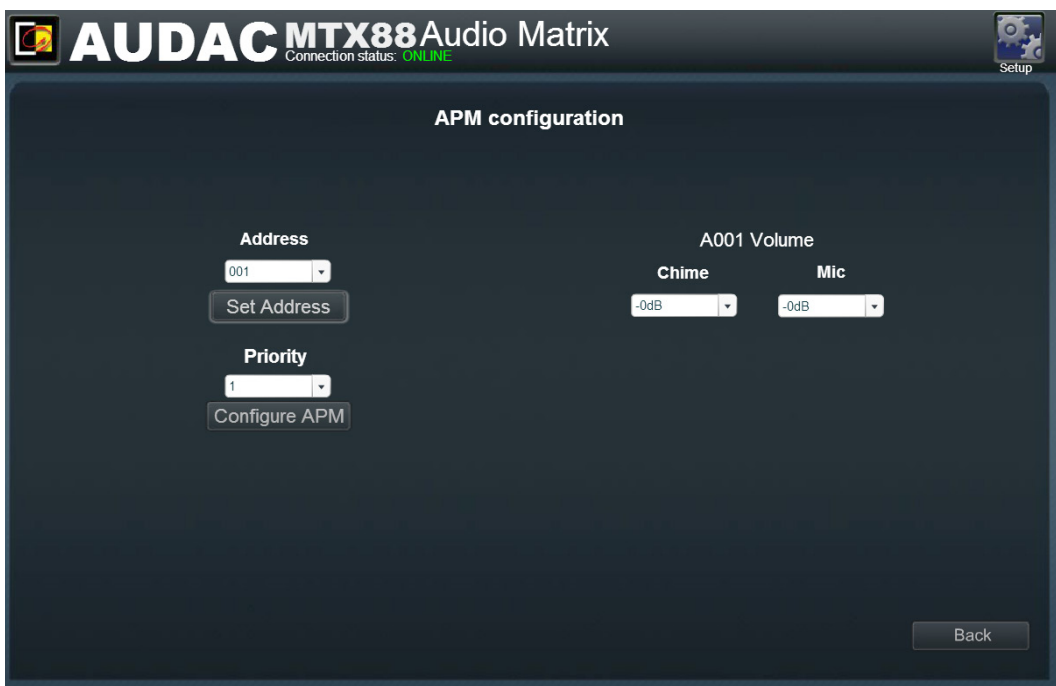 AUDAC MTX88 Audio Matrix
Connection status: ONLINE
Setup
APM configuration
Address
001
Set Address
Priority
1
Configure APM
A001 Volume
Chime Mic
-0dB -0dB
Back